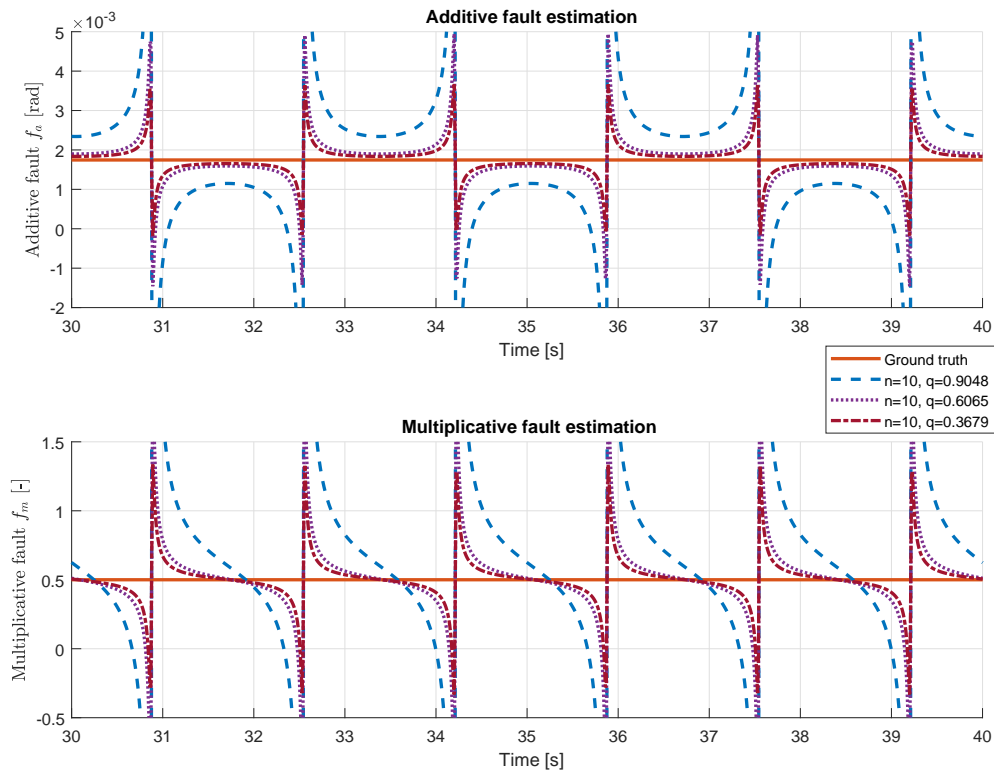 Additive fault estimation
×10⁻³
5
4
3
2
1
0
-1
-2
Additive fault fₐ [rad]
30 31 32 33 34 35 36 37 38 39 40
Time [s]
Ground truth
n=10, q=0.9048
n=10, q=0.6065
n=10, q=0.3679
Multiplicative fault estimation
1.5
1
0.5
0
-0.5
Multiplicative fault fₘ [-]
30 31 32 33 34 35 36 37 38 39 40
Time [s]